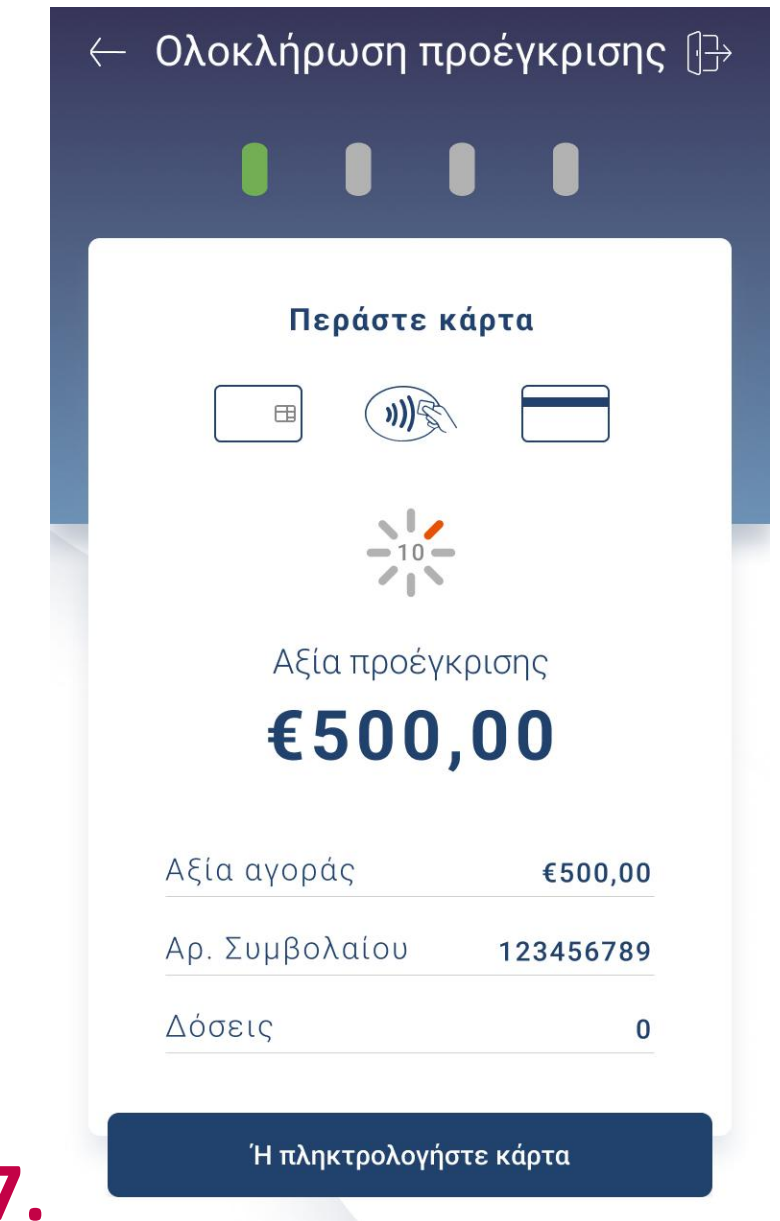 Ολοκλήρωση προέγκρισης
Περάστε κάρτα
10
Αξία προέγκρισης
€500,00
Αξία αγοράς €500,00
Αρ. Συμβολαίου 123456789
Δόσεις 0
Ή πληκτρολογήστε κάρτα
7.